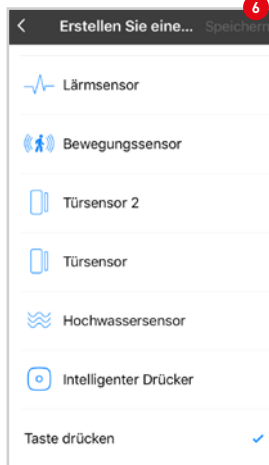 6
Erstellen Sie eine... Speichern
Lärmsensor
Bewegungssensor
Türsensor 2
Türsensor
Hochwassersensor
Intelligenter Drücker
Taste drücken